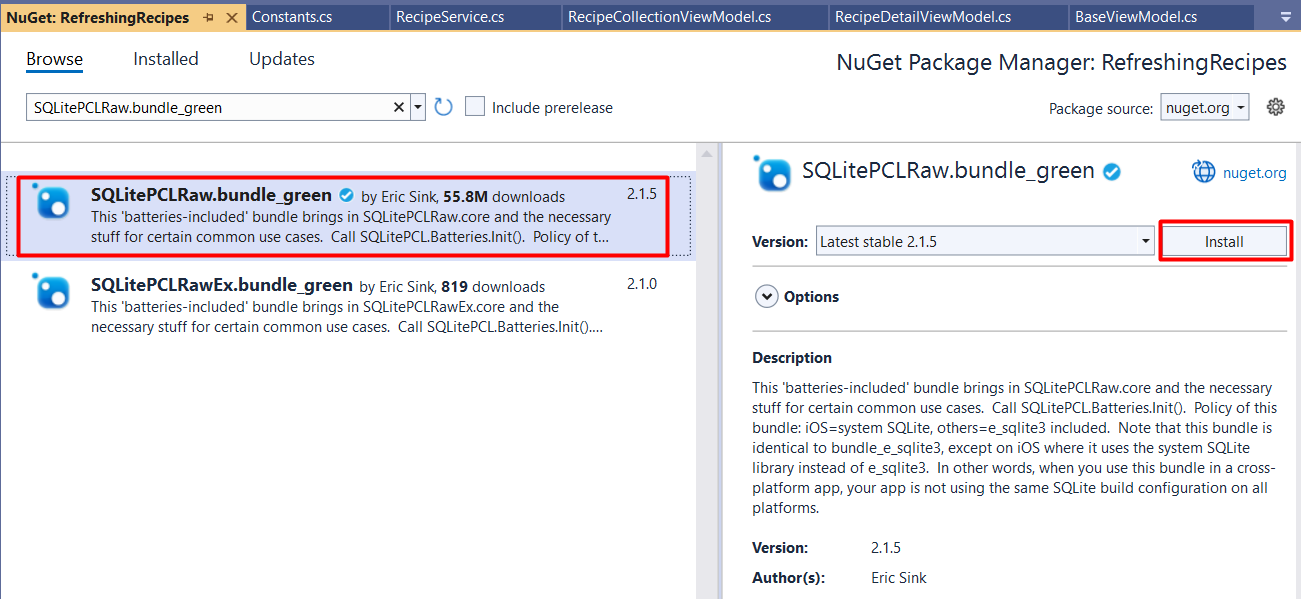 NuGet: RefreshingRecipes
Constants.cs
RecipeService.cs
RecipeCollectionViewModel.cs
RecipeDetailViewModel.cs
BaseViewModel.cs
Browse
Installed
Updates
NuGet Package Manager: RefreshingRecipes
SQLitePCLRaw.bundle_green
Include prerelease
Package source: nuget.org
SQLitePCLRaw.bundle_green by Eric Sink, 55.8M downloads
2.1.5
This 'batteries-included' bundle brings in SQLitePCLRaw.core and the necessary
stuff for certain common use cases. Call SQLitePCL.Batteries.Init(). Policy of t...
SQLitePCLRawEx.bundle_green by Eric Sink, 819 downloads
2.1.0
This 'batteries-included' bundle brings in SQLitePCLRawEx.core and the
necessary stuff for certain common use cases. Call SQLitePCL.Batteries.Init()....
SQLitePCLRaw.bundle_green
nuget.org
Version: Latest stable 2.1.5
Install
Options
Description
This 'batteries-included' bundle brings in SQLitePCLRaw.core and the necessary
stuff for certain common use cases. Call SQLitePCL.Batteries.Init(). Policy of this
bundle: iOS=system SQLite, others=e_sqlite3 included. Note that this bundle is
identical to bundle_e_sqlite3, except on iOS where it uses the system SQLite
library instead of e_sqlite3. In other words, when you use this bundle in a cross-
platform app, your app is not using the same SQLite build configuration on all
platforms.
Version: 2.1.5
Author(s): Eric Sink